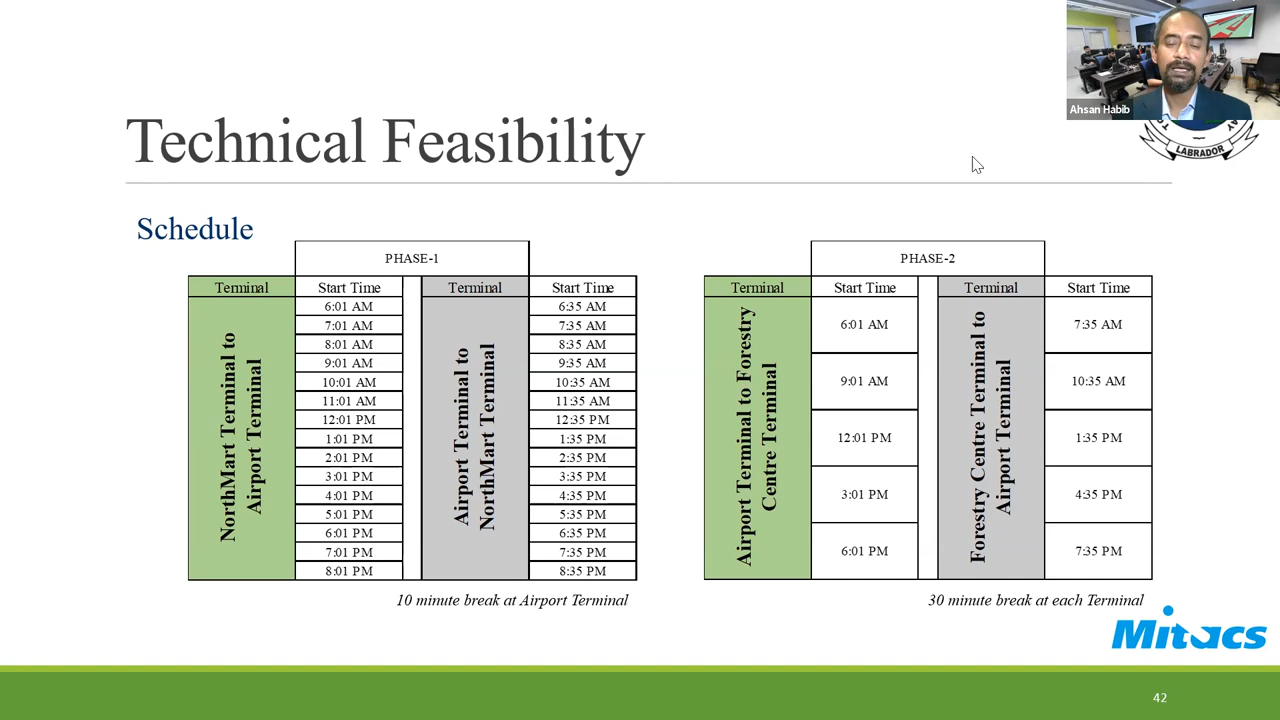 Ahsan Habib
LABRADOR
Technical Feasibility
Schedule
PHASE-1
Terminal Start Time Terminal Start Time
NorthMart Terminal to
Airport Terminal
6:01 AM
7:01 AM
8:01 AM
9:01 AM
10:01 AM
11:01 AM
12:01 PM
1:01 PM
2:01 PM
3:01 PM
4:01 PM
5:01 PM
6:01 PM
7:01 PM
8:01 PM
Airport Terminal to
NorthMart Terminal
6:35 AM
7:35 AM
8:35 AM
9:35 AM
10:35 AM
11:35 AM
12:35 PM
1:35 PM
2:35 PM
3:35 PM
4:35 PM
5:35 PM
6:35 PM
7:35 PM
8:35 PM
10 minute break at Airport Terminal
PHASE-2
Terminal Start Time Terminal Start Time
Airport Terminal to Forestry
Centre Terminal
6:01 AM
9:01 AM
12:01 PM
3:01 PM
6:01 PM
Forestry Centre Terminal to
Airport Terminal
7:35 AM
10:35 AM
1:35 PM
4:35 PM
7:35 PM
30 minute break at each Terminal
Mitacs
42